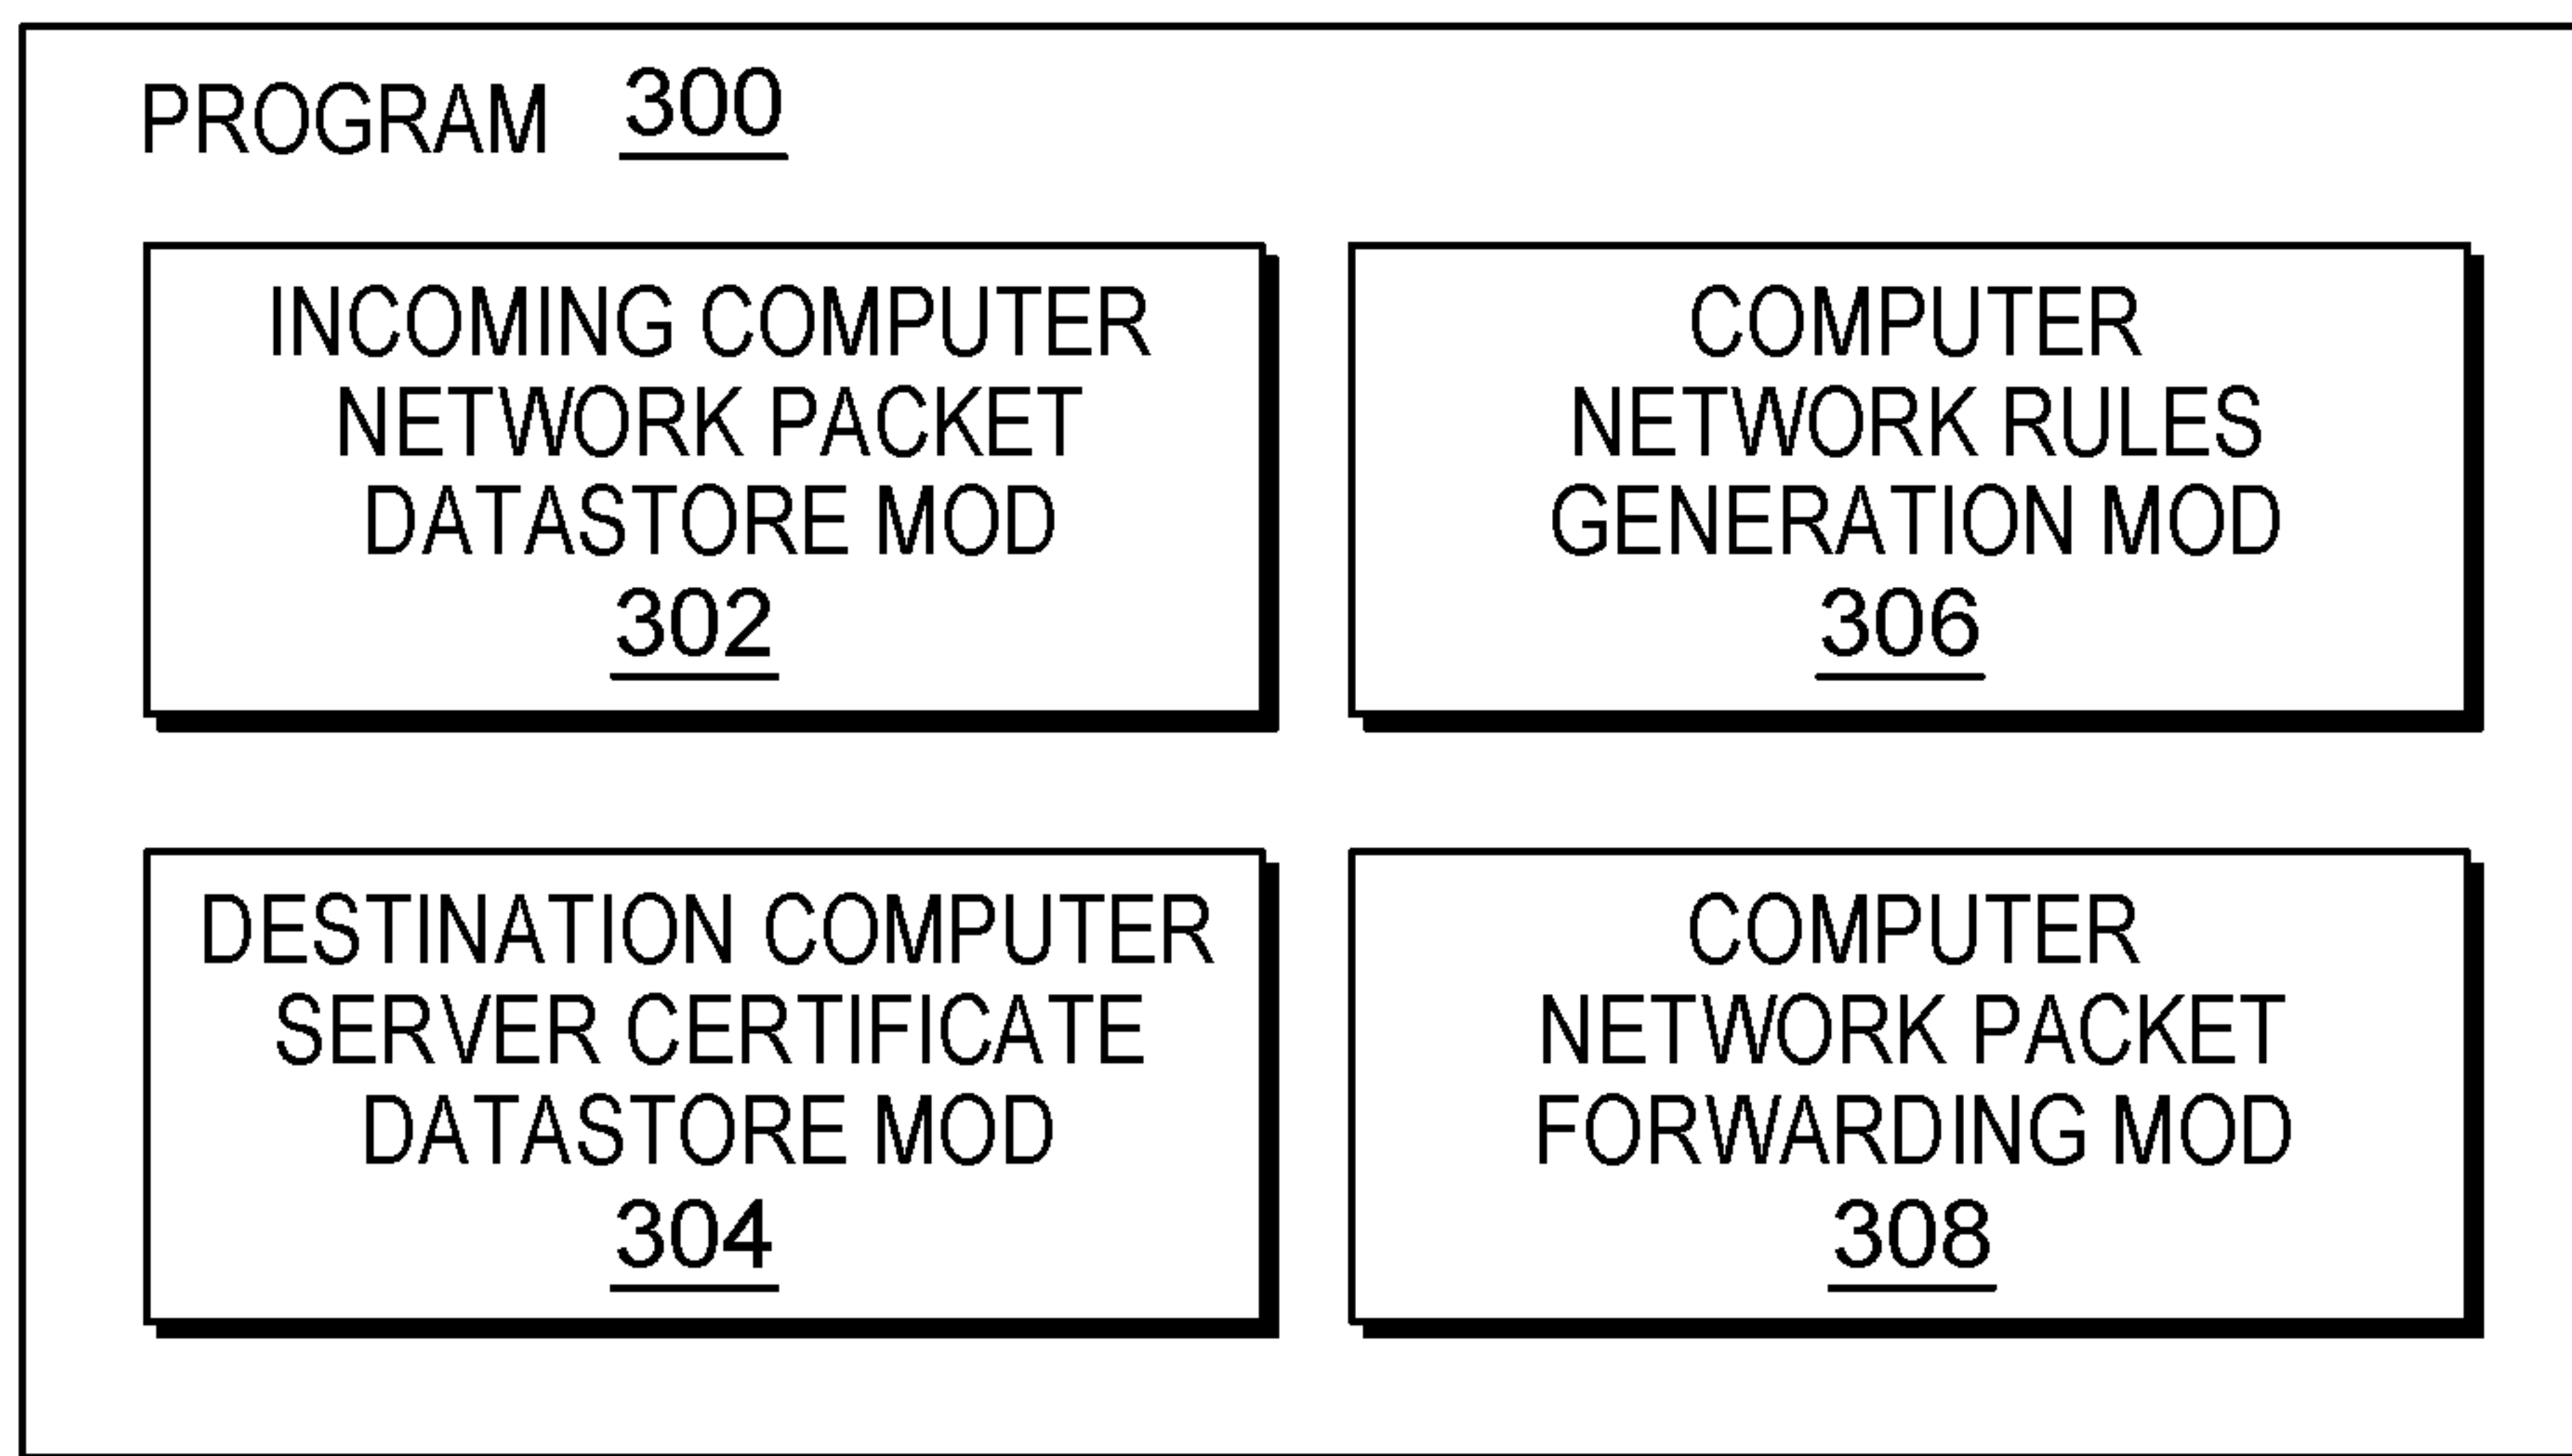 PROGRAM 300
INCOMING COMPUTER
NETWORK PACKET
DATASTORE MOD
302
COMPUTER
NETWORK RULES
GENERATION MOD
306
DESTINATION COMPUTER
SERVER CERTIFICATE
DATASTORE MOD
304
COMPUTER
NETWORK PACKET
FORWARDING MOD
308